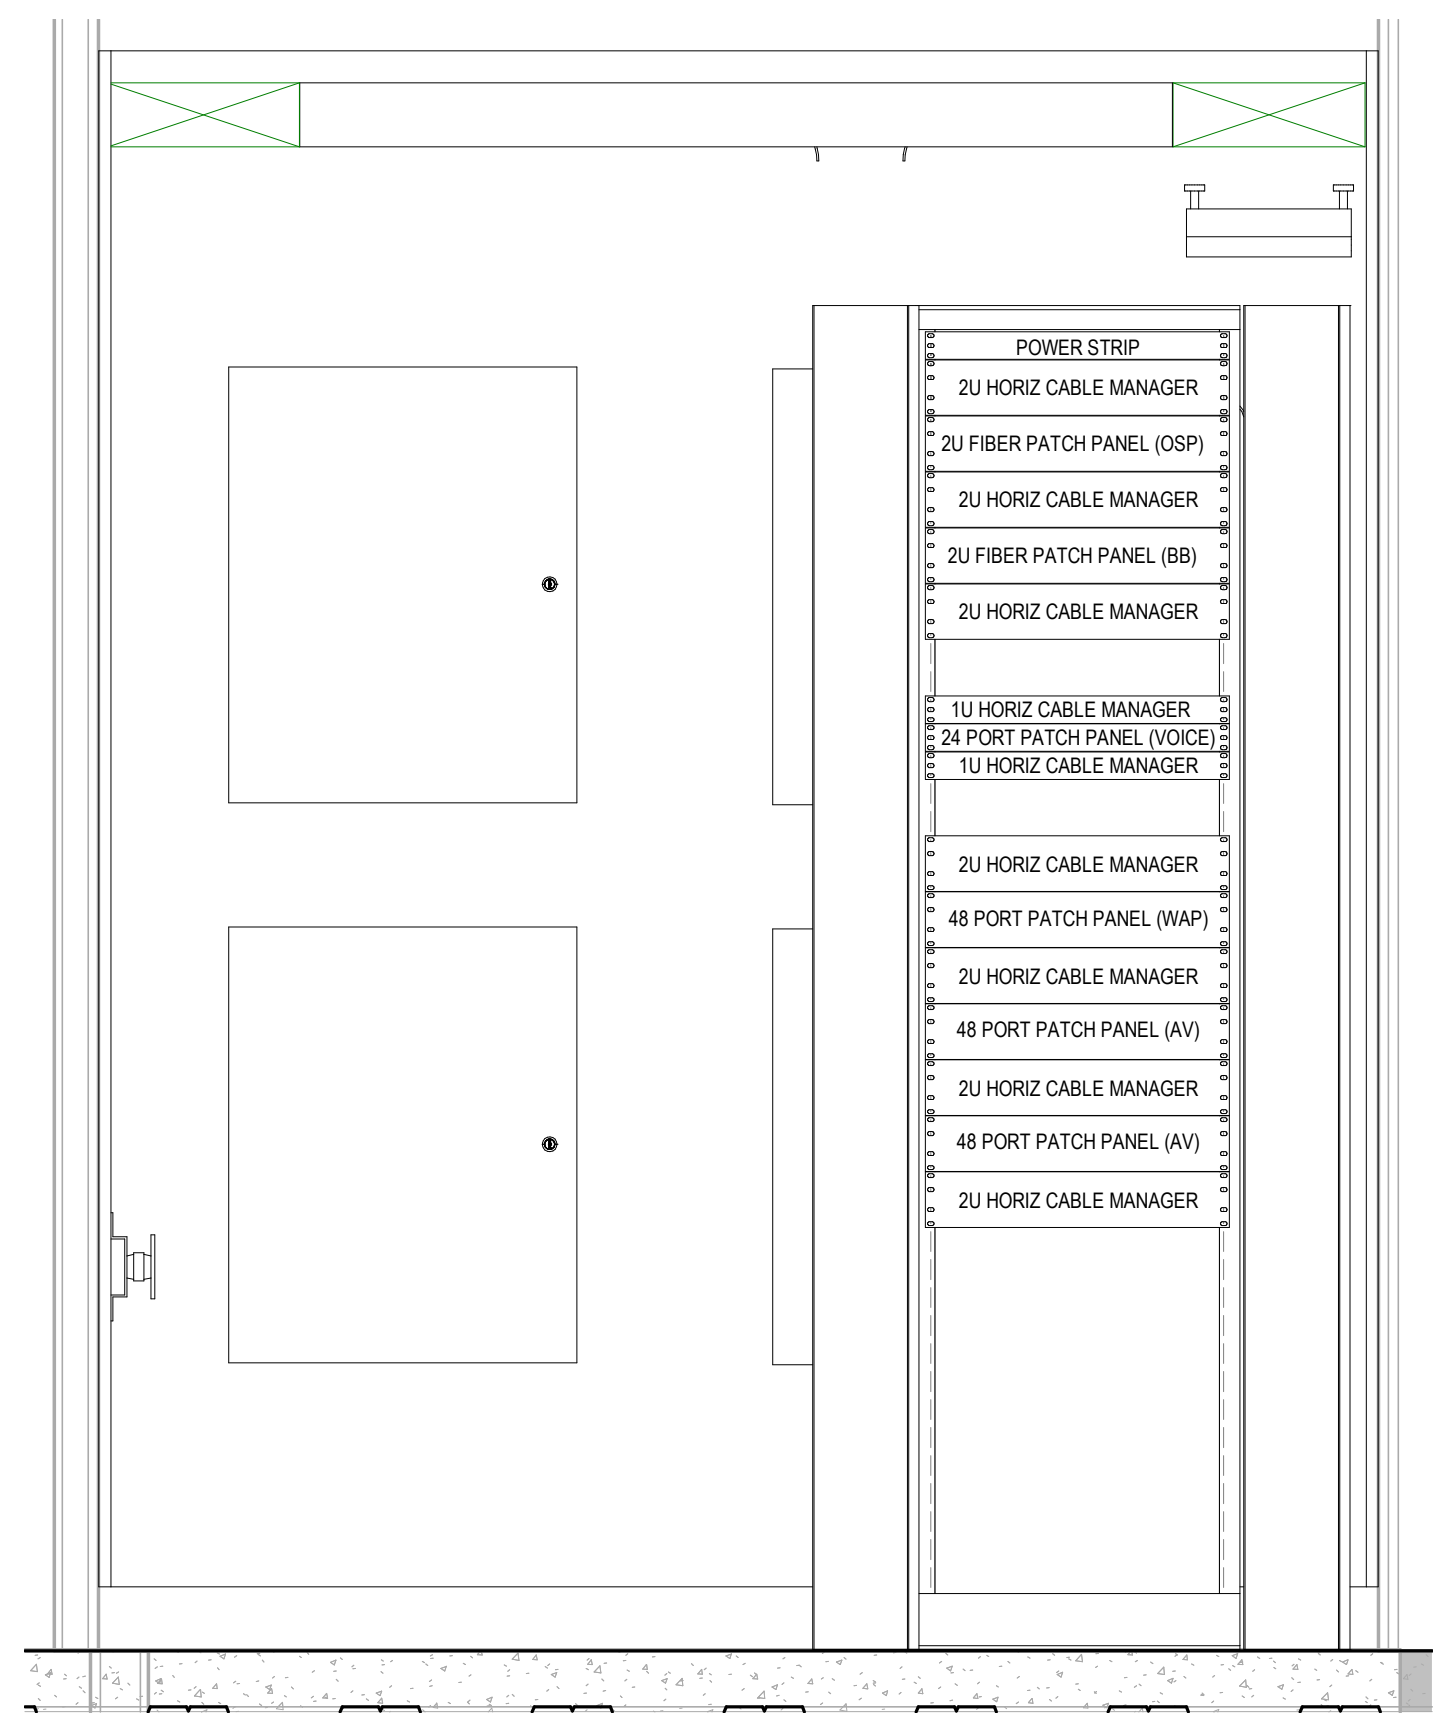 POWER STRIP
2U HORIZ CABLE MANAGER
2U FIBER PATCH PANEL (OSP)
2U HORIZ CABLE MANAGER
2U FIBER PATCH PANEL (BB)
2U HORIZ CABLE MANAGER
1U HORIZ CABLE MANAGER
24 PORT PATCH PANEL (VOICE)
1U HORIZ CABLE MANAGER
2U HORIZ CABLE MANAGER
48 PORT PATCH PANEL (WAP)
2U HORIZ CABLE MANAGER
48 PORT PATCH PANEL (AV)
2U HORIZ CABLE MANAGER
48 PORT PATCH PANEL (AV)
2U HORIZ CABLE MANAGER